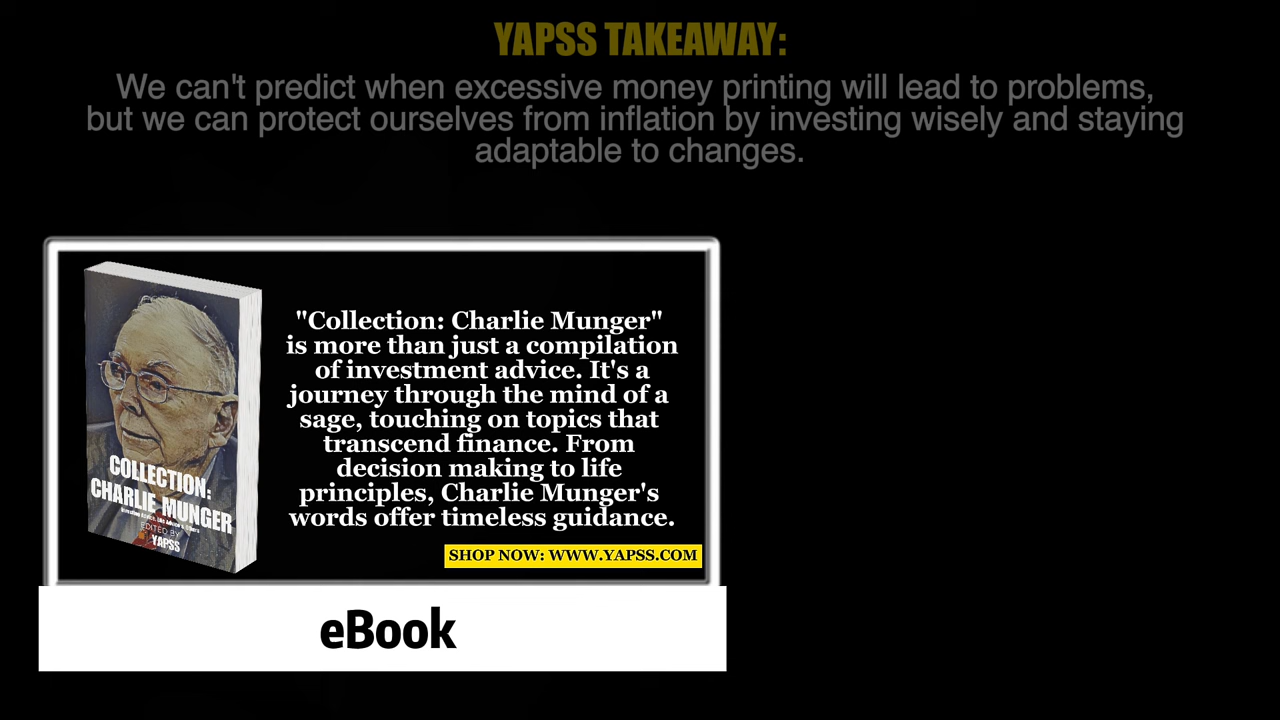 YAPSS TAKEAWAY:
We can't predict when excessive money printing will lead to problems,
but we can protect ourselves from inflation by investing wisely and staying
adaptable to changes.
"Collection: Charlie Munger"
is more than just a compilation
of investment advice. It's a
journey through the mind of a
sage, touching on topics that
transcend finance. From
decision making to life
principles, Charlie Munger's
words offer timeless guidance.
SHOP NOW: WWW.YAPSS.COM
COLLECTION:
CHARLIE MUNGER
EDITED BY
YAPSS
eBook